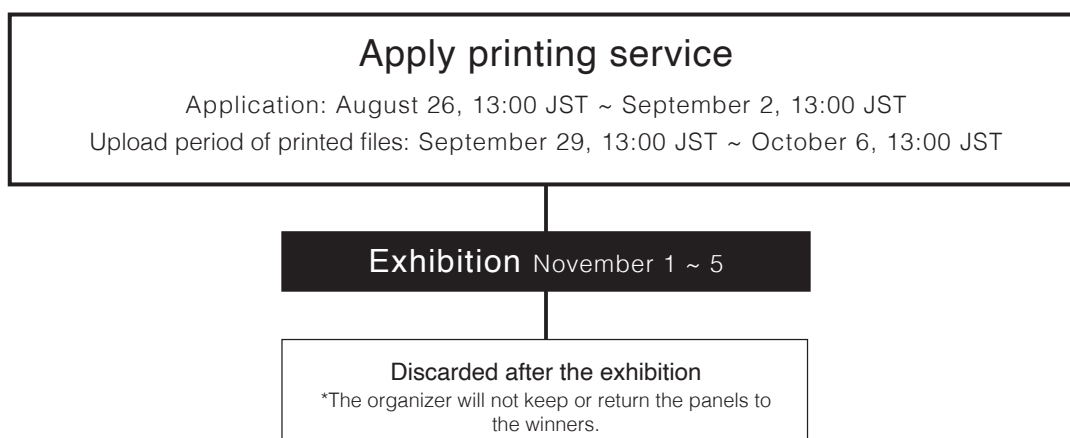 Apply printing service
Application: August 26, 13:00 JST ~ September 2, 13:00 JST
Upload period of printed files: September 29, 13:00 JST ~ October 6, 13:00 JST
Exhibition November 1 ~ 5
Discarded after the exhibition
*The organizer will not keep or return the panels to
the winners.